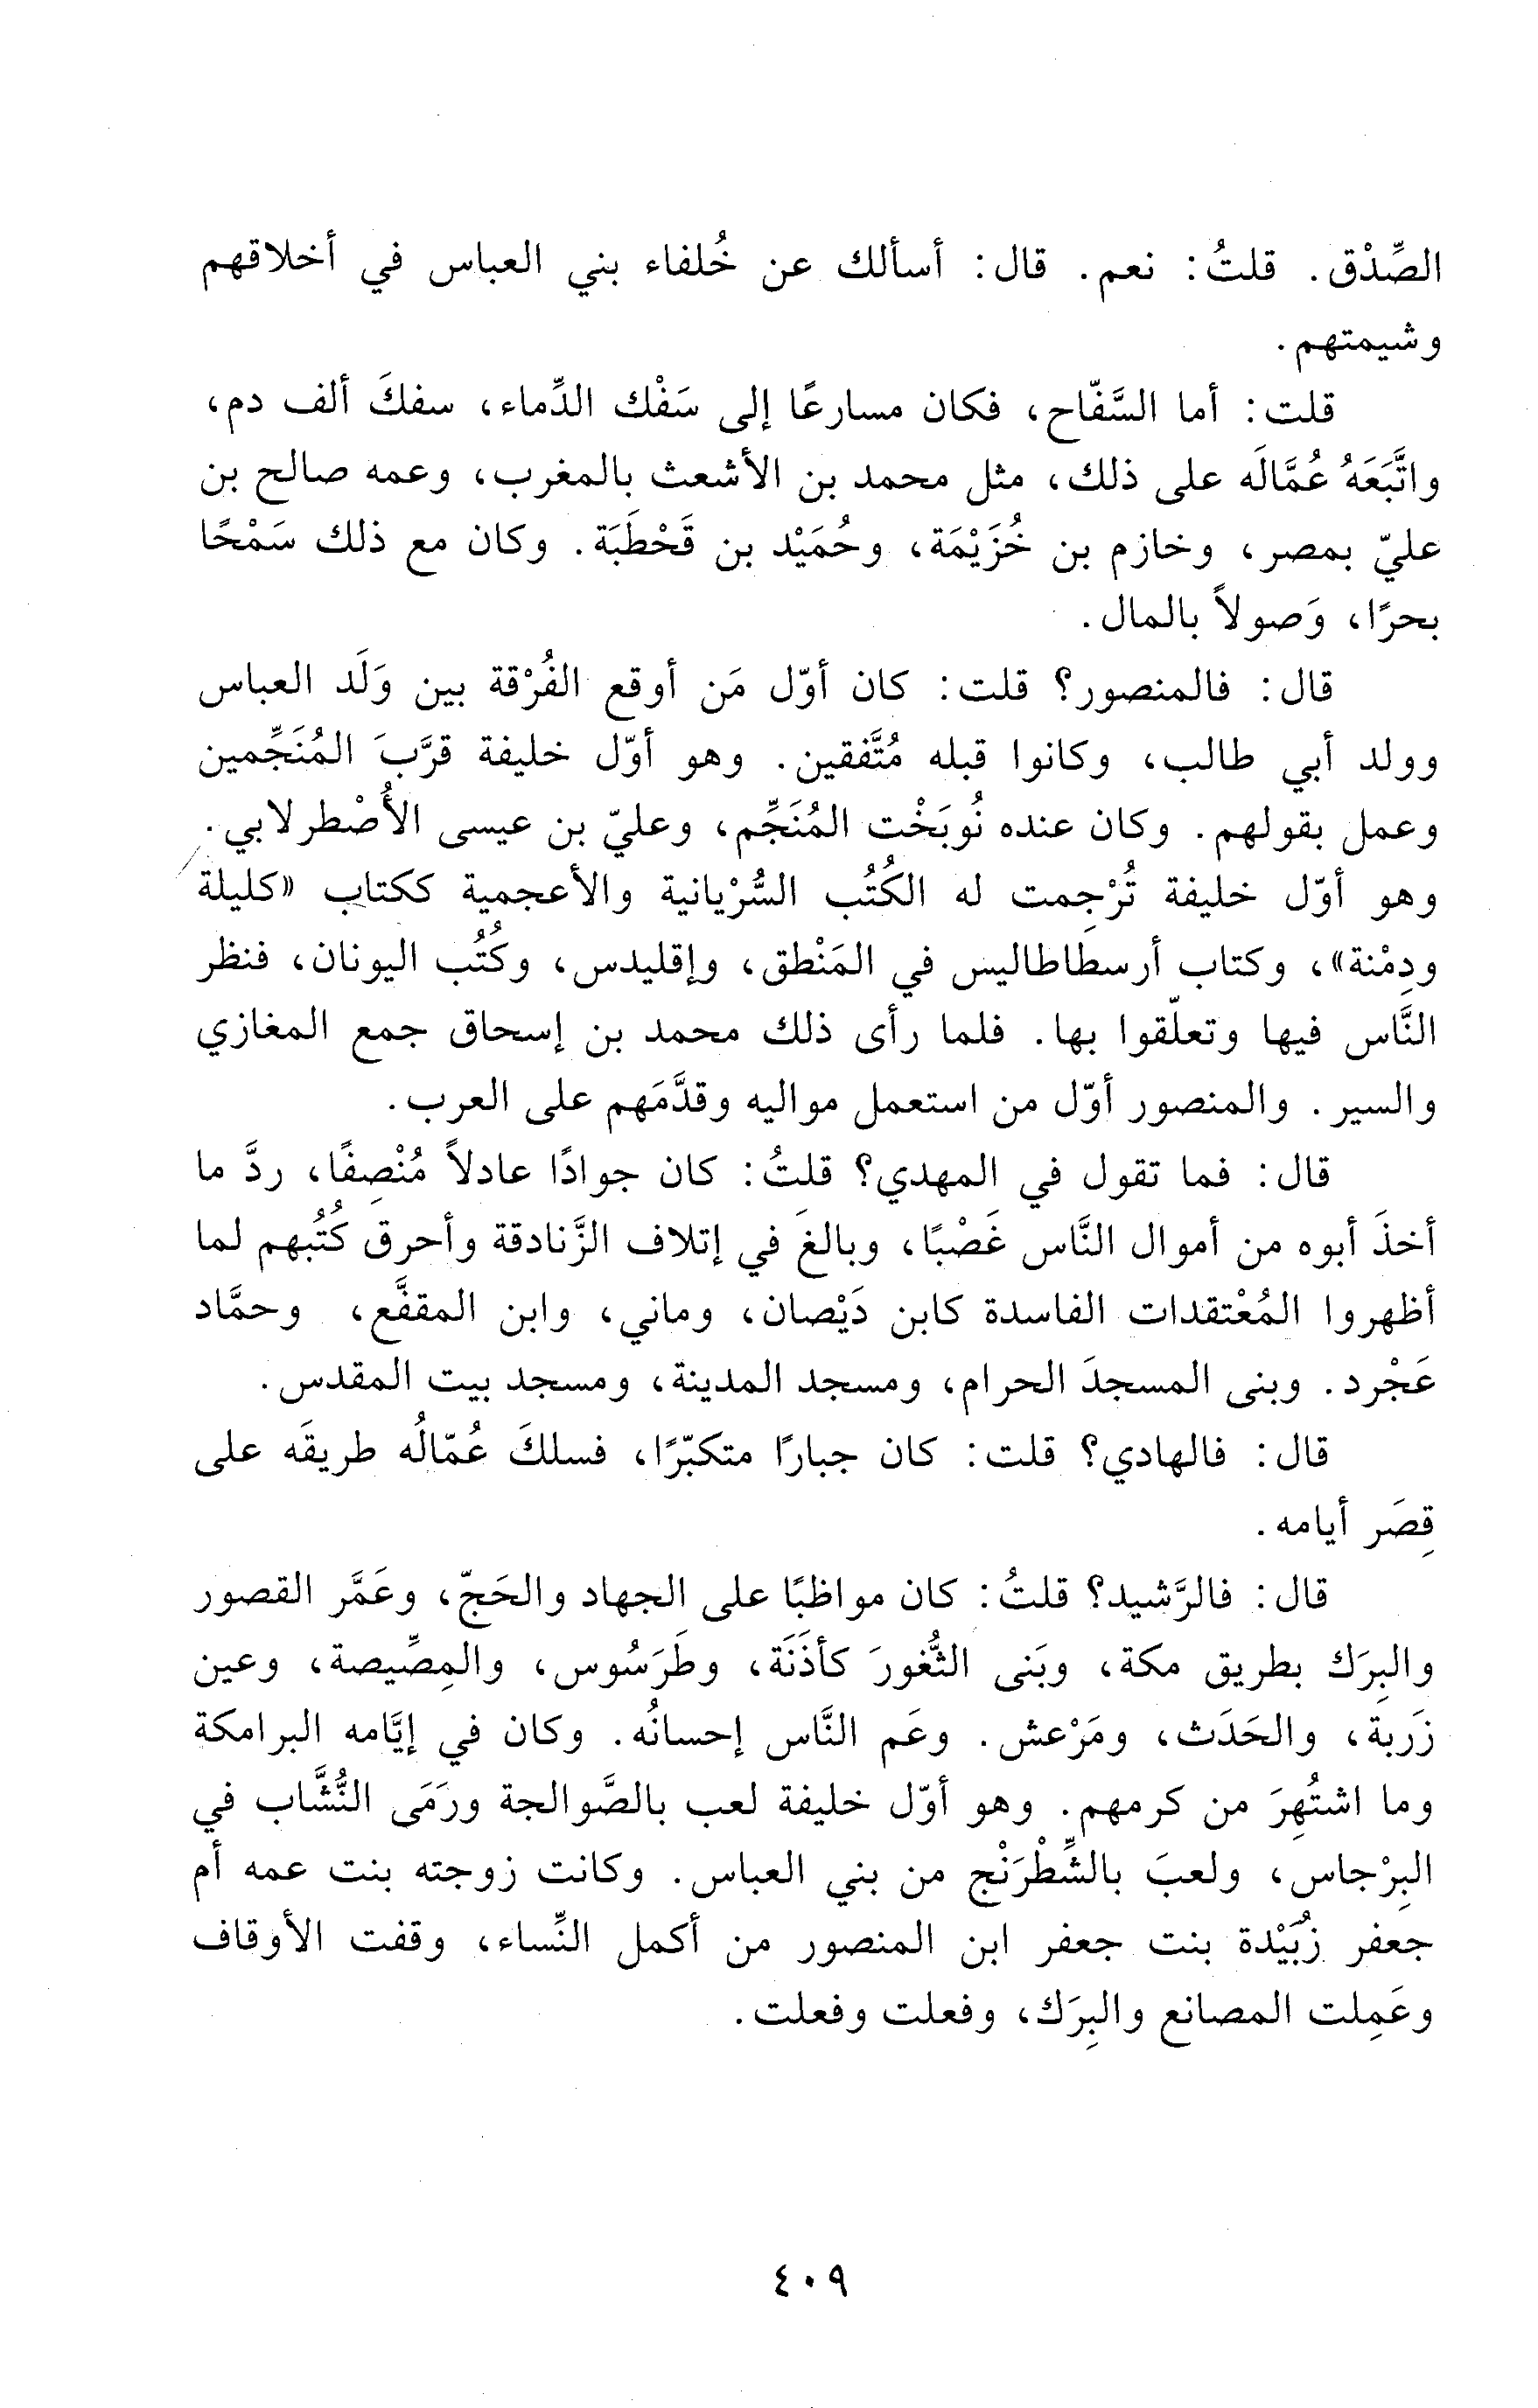 الصِّدْق. قلتُ: نعم. قال: أسألك عن خُلفاء بني العباس في أخلاقهم
وشيمتهم.
قلت: أما السَّفّاح، فكان مسارعًا إلى سَفْك الدِّماء، سفكَ ألف دم،
واتَّبَعَهُ عُمَّالَه على ذلك، مثل محمد بن الأشعث بالمغرب، وعمه صالح بن
عليّ بمصر، وخازم بن خُزَيْمَة، وحُمَيْد بن قَحْطَبَة. وكان مع ذلك سَمْحًا
بحرًا، وَصولاً بالمال.
قال: فالمنصور؟ قلت: كان أوّل مَن أوقع الفُرْقة بين وَلَد العباس
وولد أبي طالب، وكانوا قبله مُتَّفقين. وهو أوّل خليفة قرَّبَ المُنَجِّمين
وعمل بقولهم. وكان عنده نُوبَخْت المُنَجِّم، وعليّ بن عيسى الأُصْطرلابي.
وهو أوّل خليفة تُرْجِمت له الكُتُب السُّرْيانية والأعجمية ككتاب «كليلة
ودِمْنة»، وكتاب أرسطاطاليس في المَنْطق، وإقليدس، وكُتُب اليونان، فنظر
النَّاس فيها وتعلّقوا بها. فلما رأى ذلك محمد بن إسحاق جمع المغازي
والسير. والمنصور أوّل من استعمل مواليه وقدَّمَهم على العرب.
قال: فما تقول في المهدي؟ قلتُ: كان جوادًا عادلاً مُنْصِفًا، ردَّ ما
أخذَ أبوه من أموال النَّاس غَصْبًا، وبالغَ في إتلاف الزَّنادقة وأحرق كُتُبهم لما
أظهروا المُعْتقدات الفاسدة كابن دَيْصان، وماني، وابن المقفَّع، وحمَّاد
عَجْرد. وبنى المسجدَ الحرام، ومسجد المدينة، ومسجد بيت المقدس.
قال: فالهادي؟ قلت: كان جبارًا متكبّرًا، فسلكَ عُمّالُه طريقَه على
قِصَر أيامه.
قال: فالرَّشيد؟ قلتُ: كان مواظبًا على الجهاد والحَجّ، وعَمَّر القصور
والبِرَك بطريق مكة، وبَنى الثُّغورَ كأذَنَة، وطَرَسُوس، والمِصِّيصة، وعين
زَربة، والحَدَث، ومَرْعش. وعَم النَّاس إحسانُه. وكان في إيَّامه البرامكة
وما اشتُهِرَ من كرمهم. وهو أوّل خليفة لعب بالصَّوالجة ورَمَى النُّشَّاب في
البِرْجاس، ولعبَ بالشِّطْرَنْج من بني العباس. وكانت زوجته بنت عمه أم
جعفر زُبَيْدة بنت جعفر ابن المنصور من أكمل النِّساء، وقفت الأوقاف
وعَمِلت المصانع والبِرَك، وفعلت وفعلت.
٤٠٩